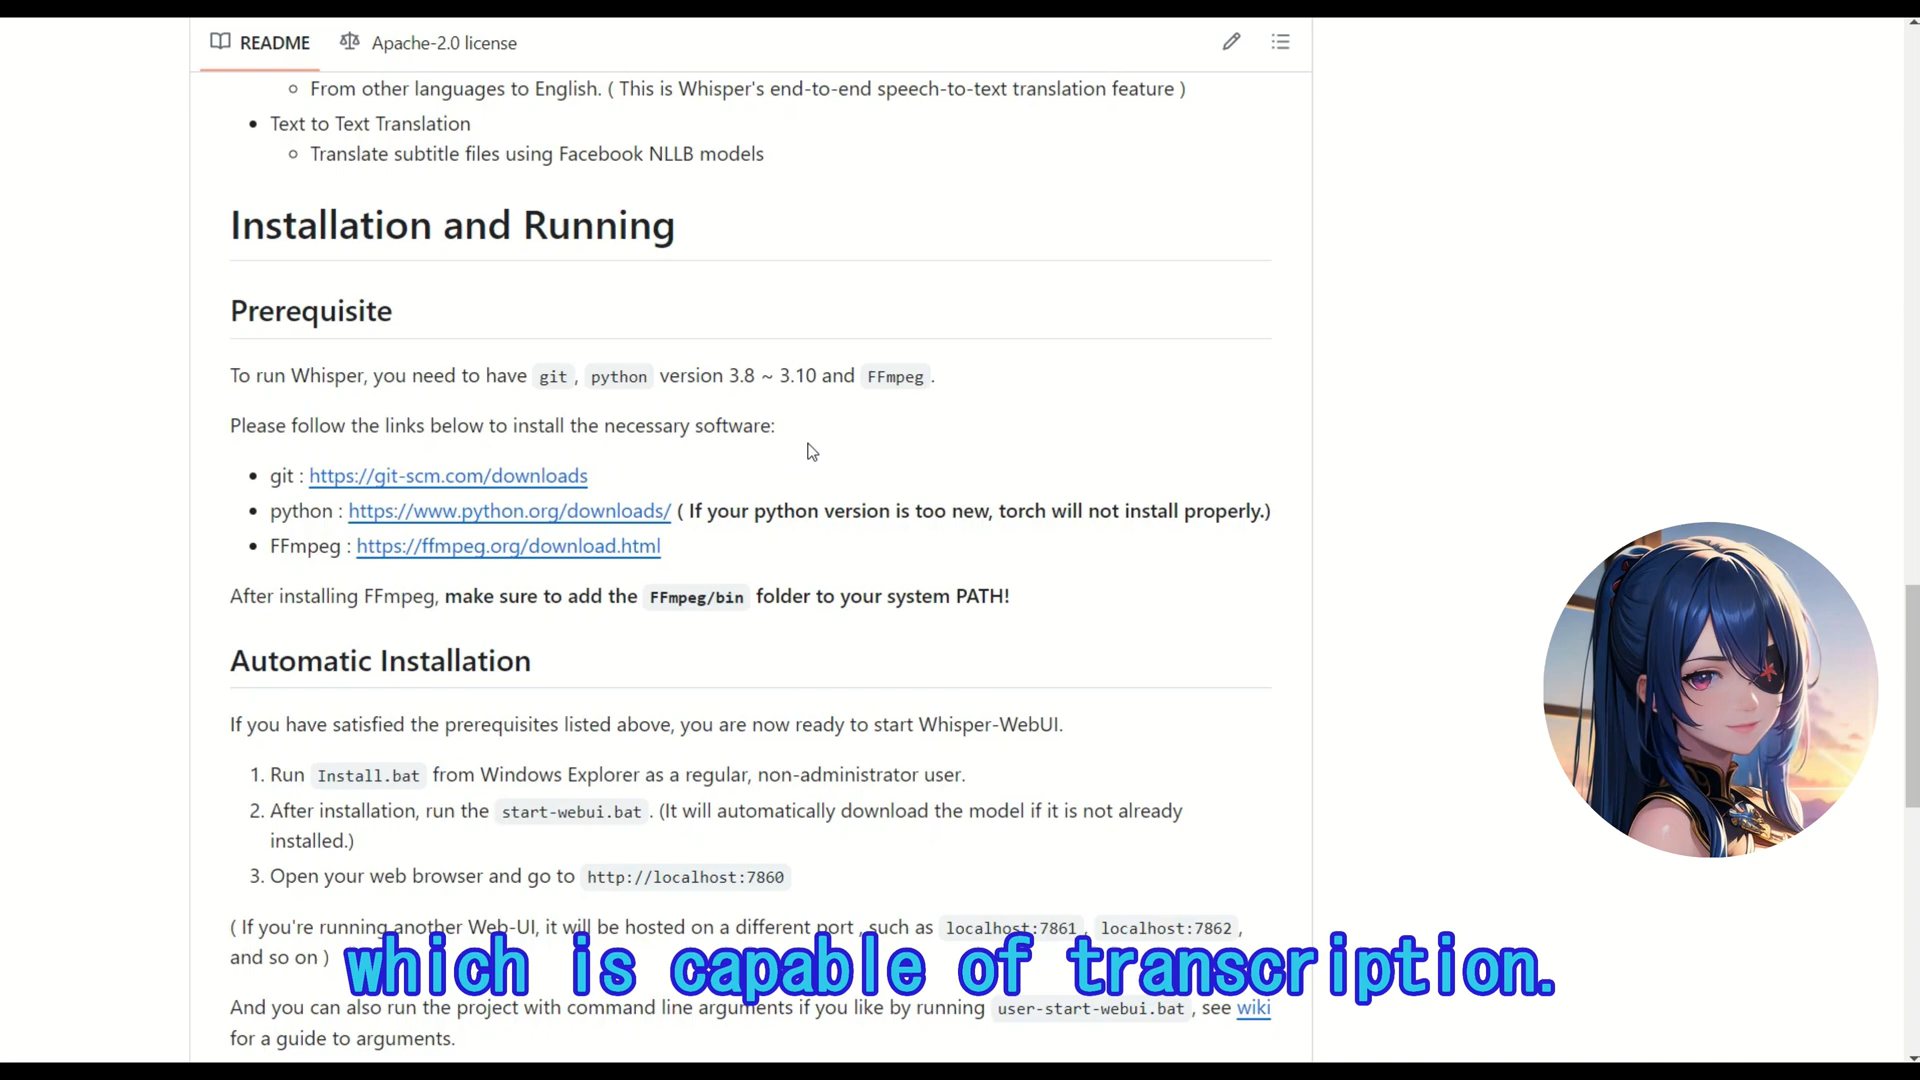 README Apache-2.0 license
From other languages to English. ( This is Whisper's end-to-end speech-to-text translation feature )
Text to Text Translation
Translate subtitle files using Facebook NLLB models
Installation and Running
Prerequisite
To run Whisper, you need to have git, python version 3.8 ~ 3.10 and FFmpeg.
Please follow the links below to install the necessary software:
git : https://git-scm.com/downloads
python : https://www.python.org/downloads/ ( If your python version is too new, torch will not install properly.)
FFmpeg : https://ffmpeg.org/download.html
After installing FFmpeg, make sure to add the FFmpeg/bin folder to your system PATH!
Automatic Installation
If you have satisfied the prerequisites listed above, you are now ready to start Whisper-WebUI.
1. Run Install.bat from Windows Explorer as a regular, non-administrator user.
2. After installation, run the start-webui.bat . (It will automatically download the model if it is not already
installed.)
3. Open your web browser and go to http://localhost:7860
( If you're running another Web-UI, it will be hosted on a different port , such as localhost:7861, localhost:7862,
and so on )
which is capable of transcription.
And you can also run the project with command line arguments if you like by running user-start-webui.bat, see wiki
for a guide to arguments.